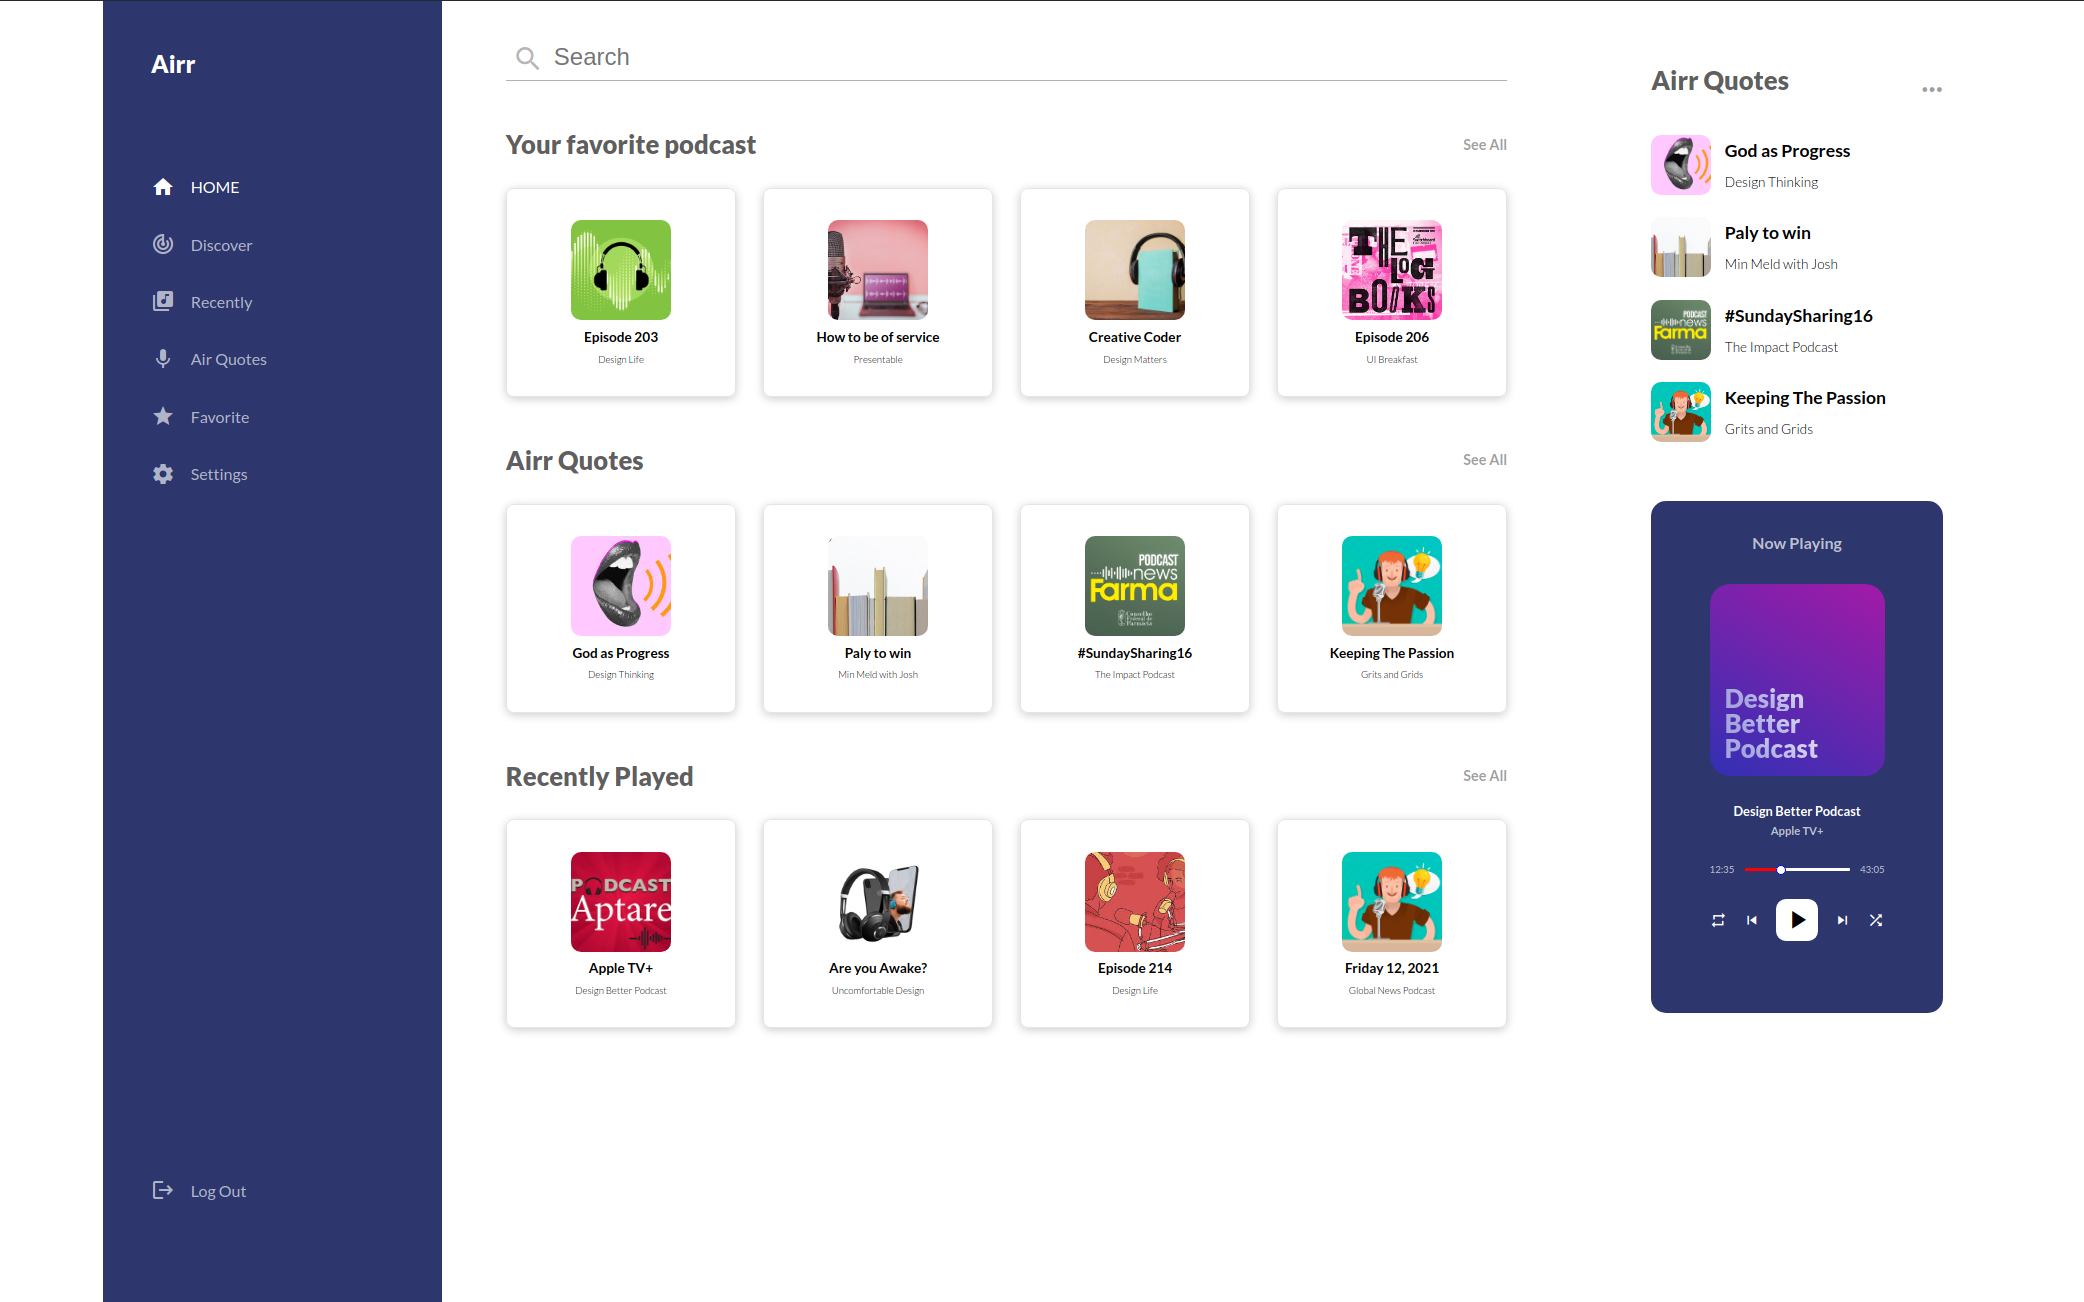 Airr
HOME
Discover
Recently
Air Quotes
Favorite
Settings
Log Out
Search
Your favorite podcast
See All
THE
LOG
BOOKS
Episode 203
Design Life
How to be of service
Presentable
Creative Coder
Design Matters
Episode 206
UI Breakfast
Airr Quotes
See All
PODCAST
news
Farma
God as Progress
Design Thinking
Paly to win
Min Meld with Josh
#SundaySharing16
The Impact Podcast
Keeping The Passion
Grits and Grids
Recently Played
See All
PODCAST
Aptare
Apple TV+
Design Better Podcast
Are you Awake?
Uncomfortable Design
Episode 214
Design Life
Friday 12, 2021
Global News Podcast
Airr Quotes
God as Progress
Design Thinking
Paly to win
Min Meld with Josh
PODCAST
news
Farma
#SundaySharing16
The Impact Podcast
Keeping The Passion
Grits and Grids
Now Playing
Design
Better
Podcast
Design Better Podcast
Apple TV+
12:35
43:05